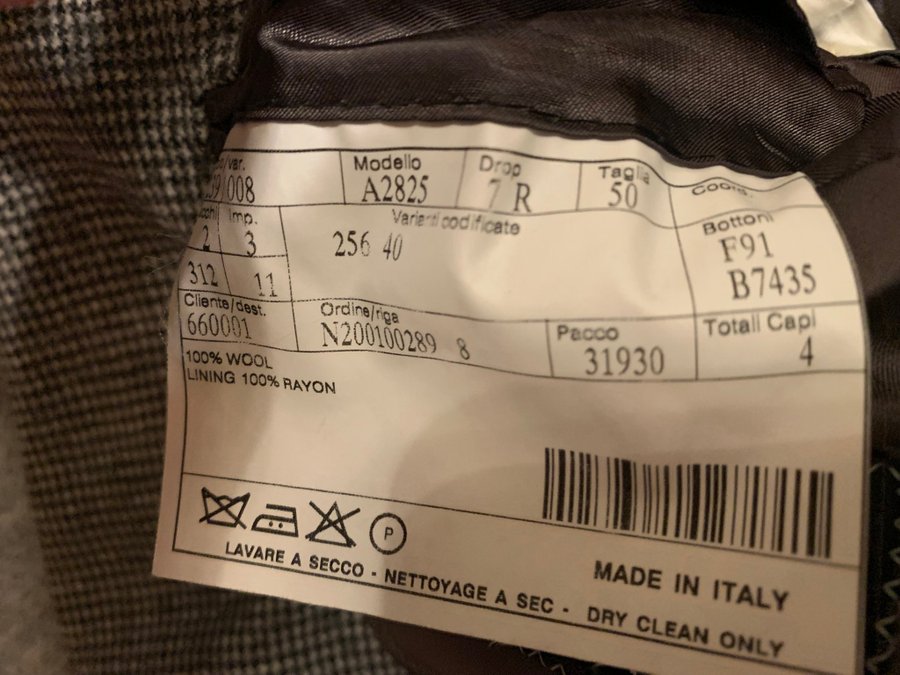 /var. Modello Drop Taglia
008 A2825 7 R 50
Imp. Varianti codificate Bottoni
2 3 256 40 F91
312 11 B7435
Cliente/dest. Ordine/riga Pacco Totali Capi
660001 N200100289 8 31930 4
100% WOOL
LINING 100% RAYON
P
MADE IN ITALY
LAVARE A SECCO - NETTOYAGE A SEC - DRY CLEAN ONLY